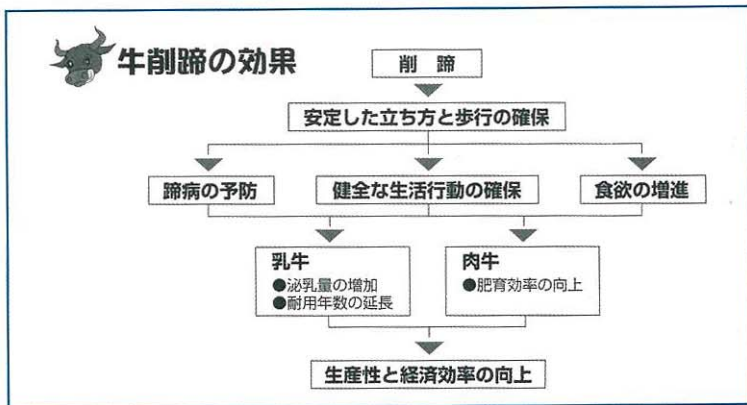 牛削蹄の効果
削 蹄
安定した立ち方と歩行の確保
蹄病の予防
健全な生活行動の確保
食欲の増進
乳牛
●泌乳量の増加
●耐用年数の延長
肉牛
●肥育効率の向上
生産性と経済効率の向上